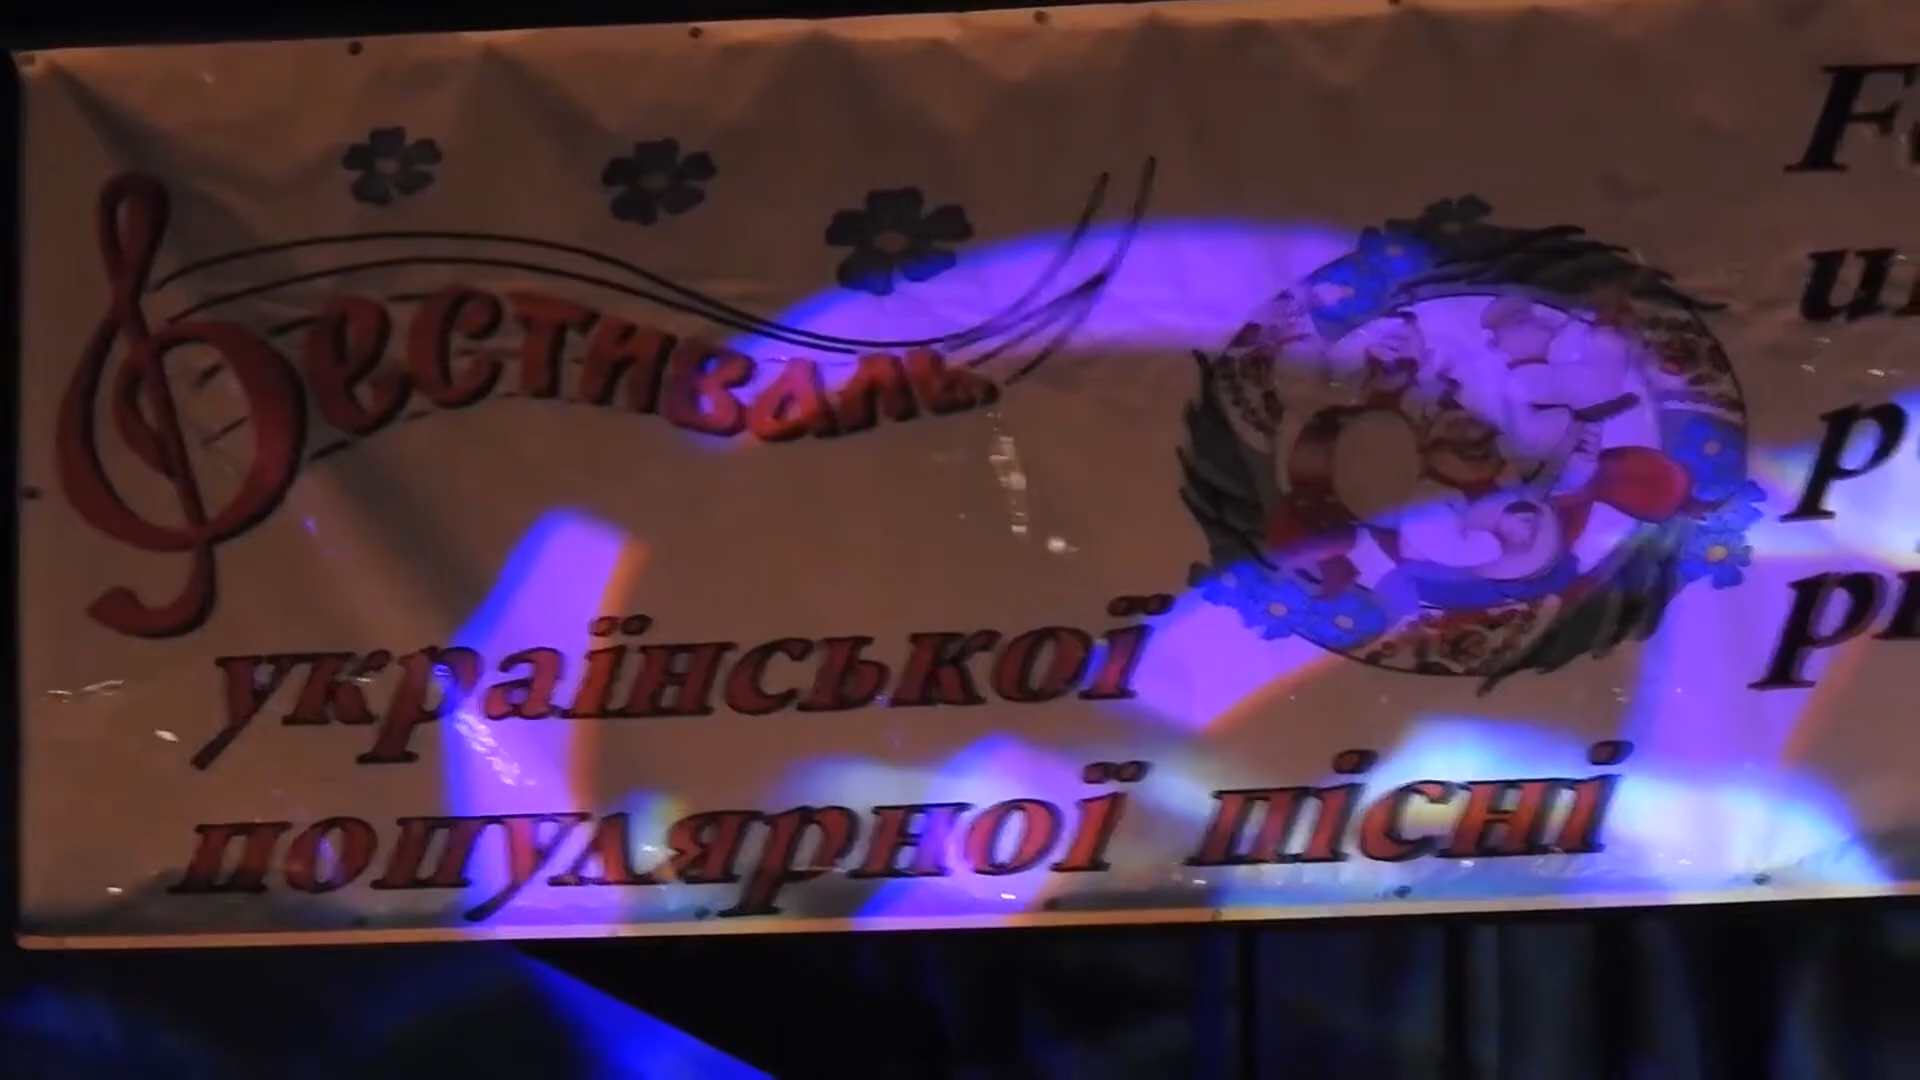 Фестиваль
української
популярної пісні